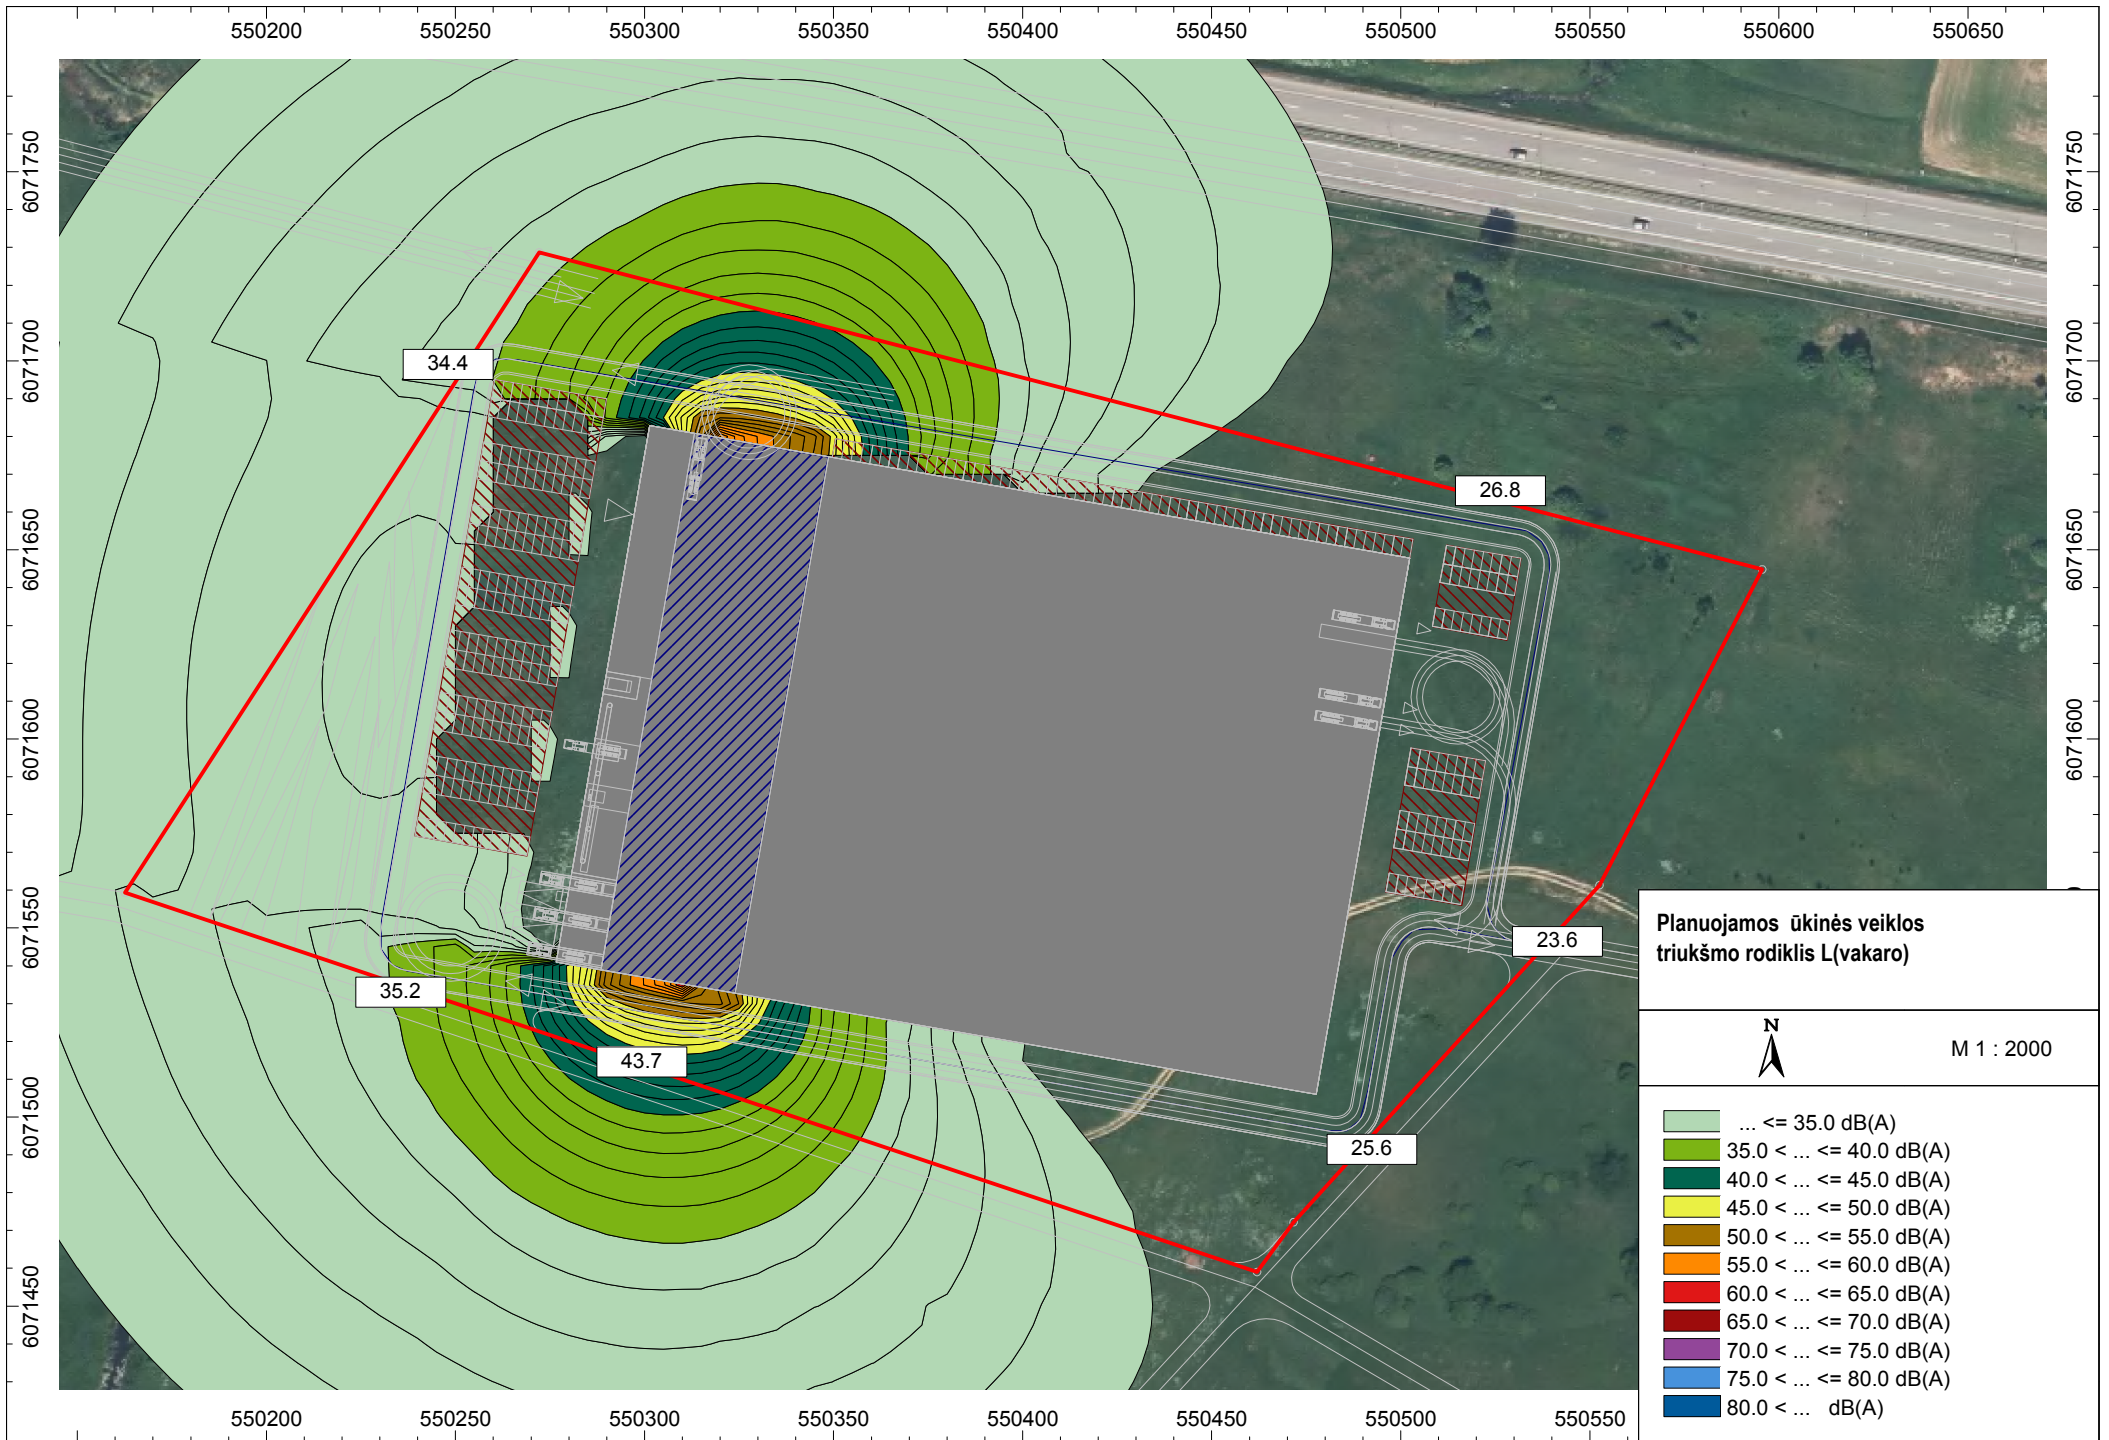 550200 550250 550300 550350 550400 550450 550500 550550 550600 550650
6071750
6071700
6071650
6071600
6071550
6071500
6071450
6071750
6071700
6071650
6071600
34.4
26.8
23.6
35.2
43.7
25.6
Planuojamos ūkinės veiklos
triukšmo rodiklis L(vakaro)
N
M 1 : 2000
... <= 35.0 dB(A)
35.0 < ... <= 40.0 dB(A)
40.0 < ... <= 45.0 dB(A)
45.0 < ... <= 50.0 dB(A)
50.0 < ... <= 55.0 dB(A)
55.0 < ... <= 60.0 dB(A)
60.0 < ... <= 65.0 dB(A)
65.0 < ... <= 70.0 dB(A)
70.0 < ... <= 75.0 dB(A)
75.0 < ... <= 80.0 dB(A)
80.0 < ... dB(A)
550200 550250 550300 550350 550400 550450 550500 550550